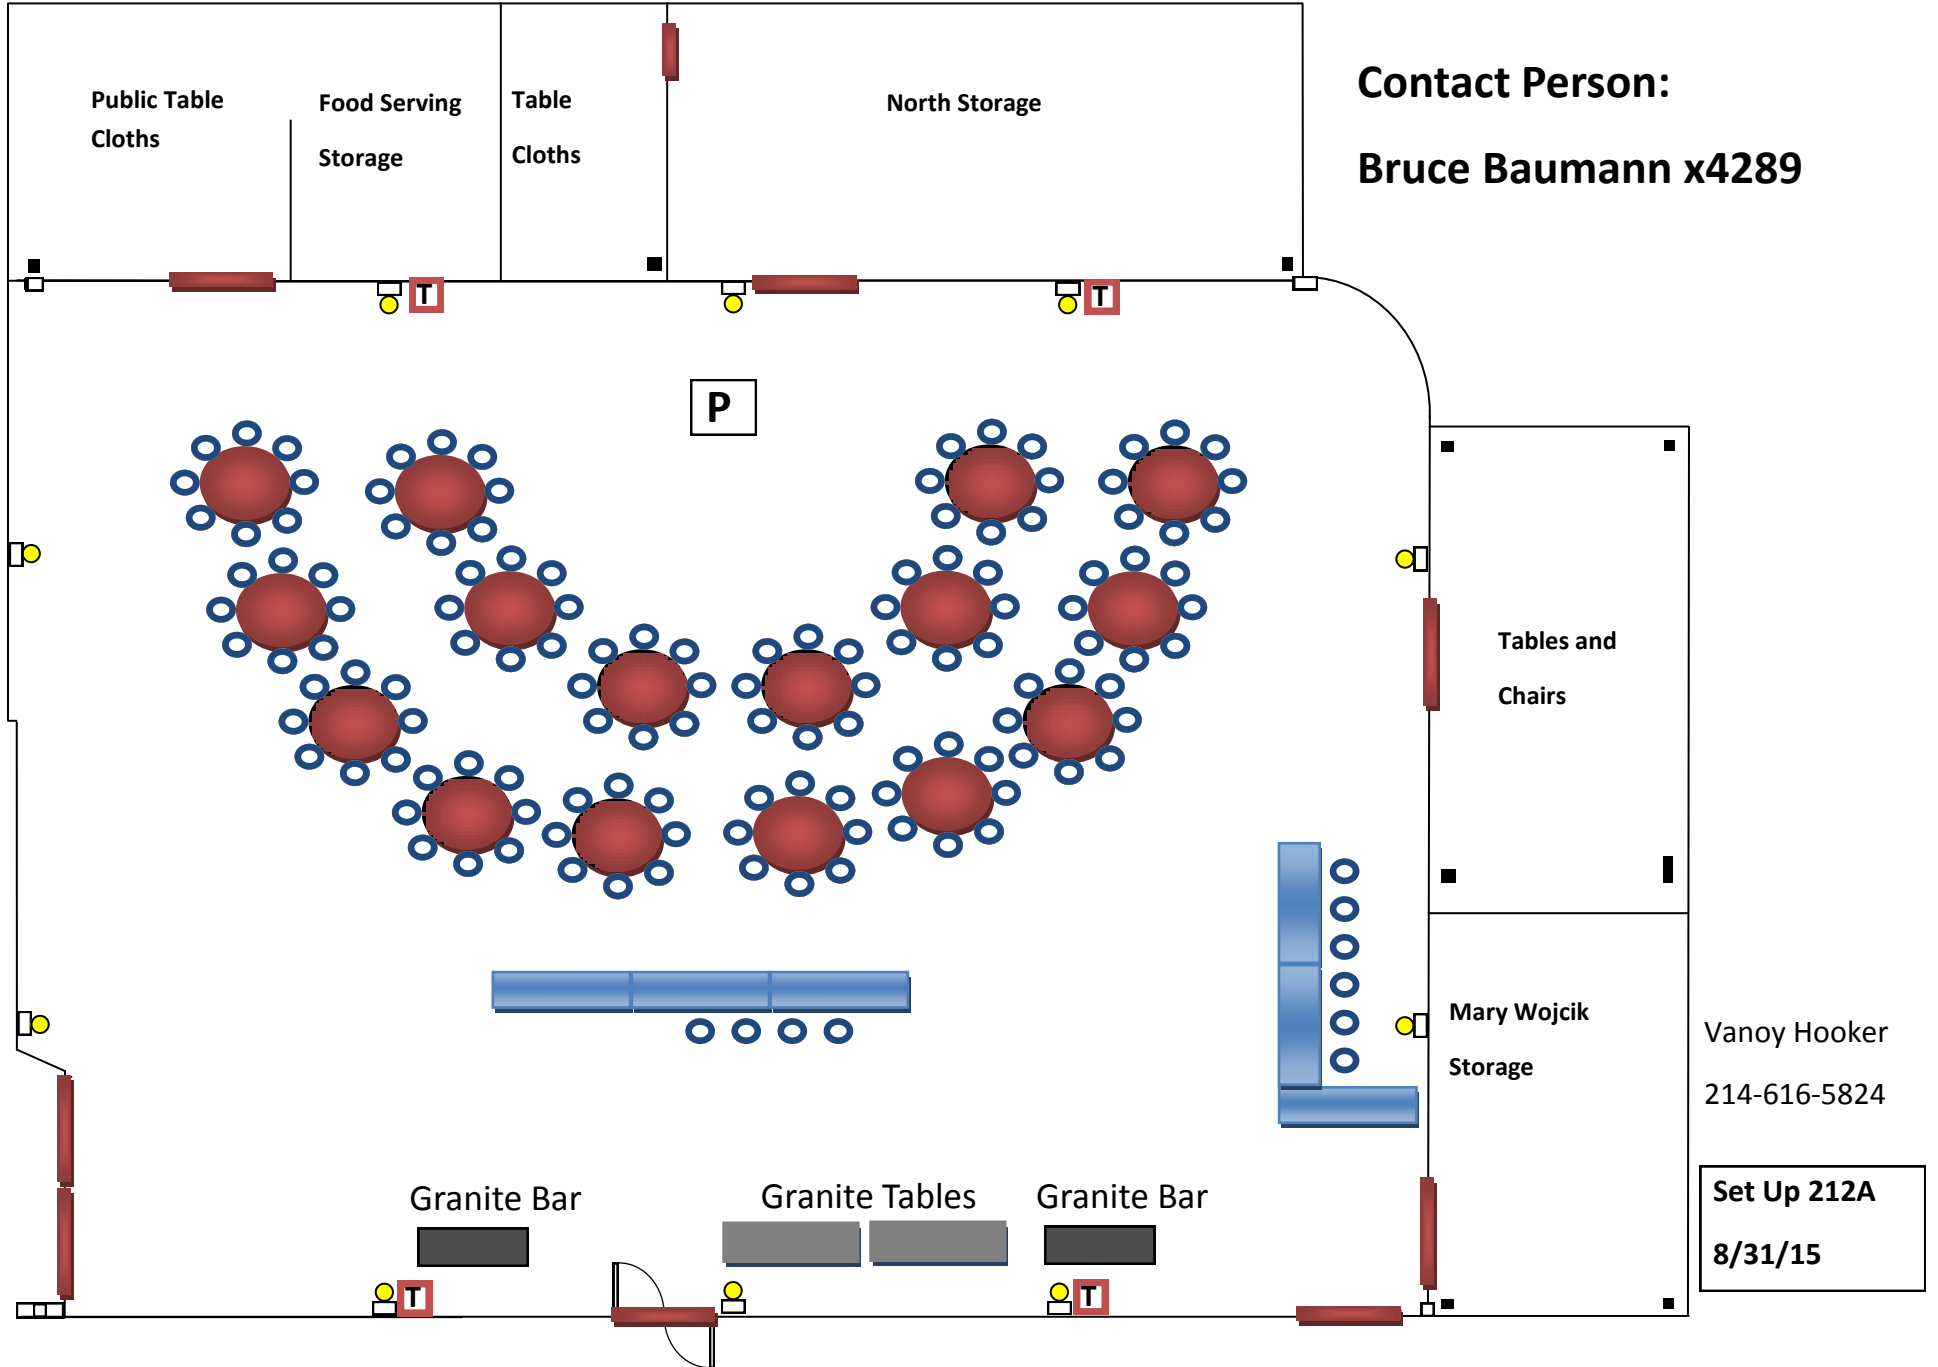 Public Table
Cloths
Food Serving
Storage
Table
Cloths
North Storage
Contact Person:
Bruce Baumann x4289
T
T
P
Tables and
Chairs
Mary Wojcik
Storage
Vanoy Hooker
214-616-5824
Granite Bar
Granite Tables
Granite Bar
Set Up 212A
8/31/15
T
T